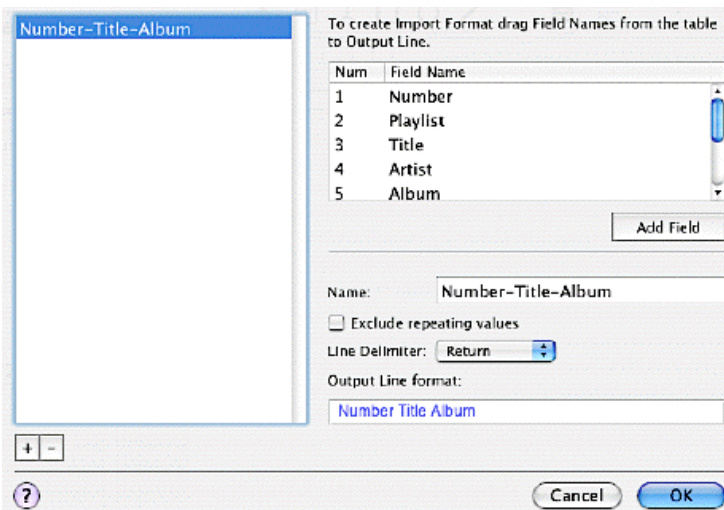 Number-Title-Album
To create Import Format drag Field Names from the table
to Output Line.
Num Field Name
1 Number
2 Playlist
3 Title
4 Artist
5 Album
Add Field
Name: Number-Title-Album
Exclude repeating values
Line Delimiter: Return
Output Line format:
Number Title Album
+ -
? Cancel OK